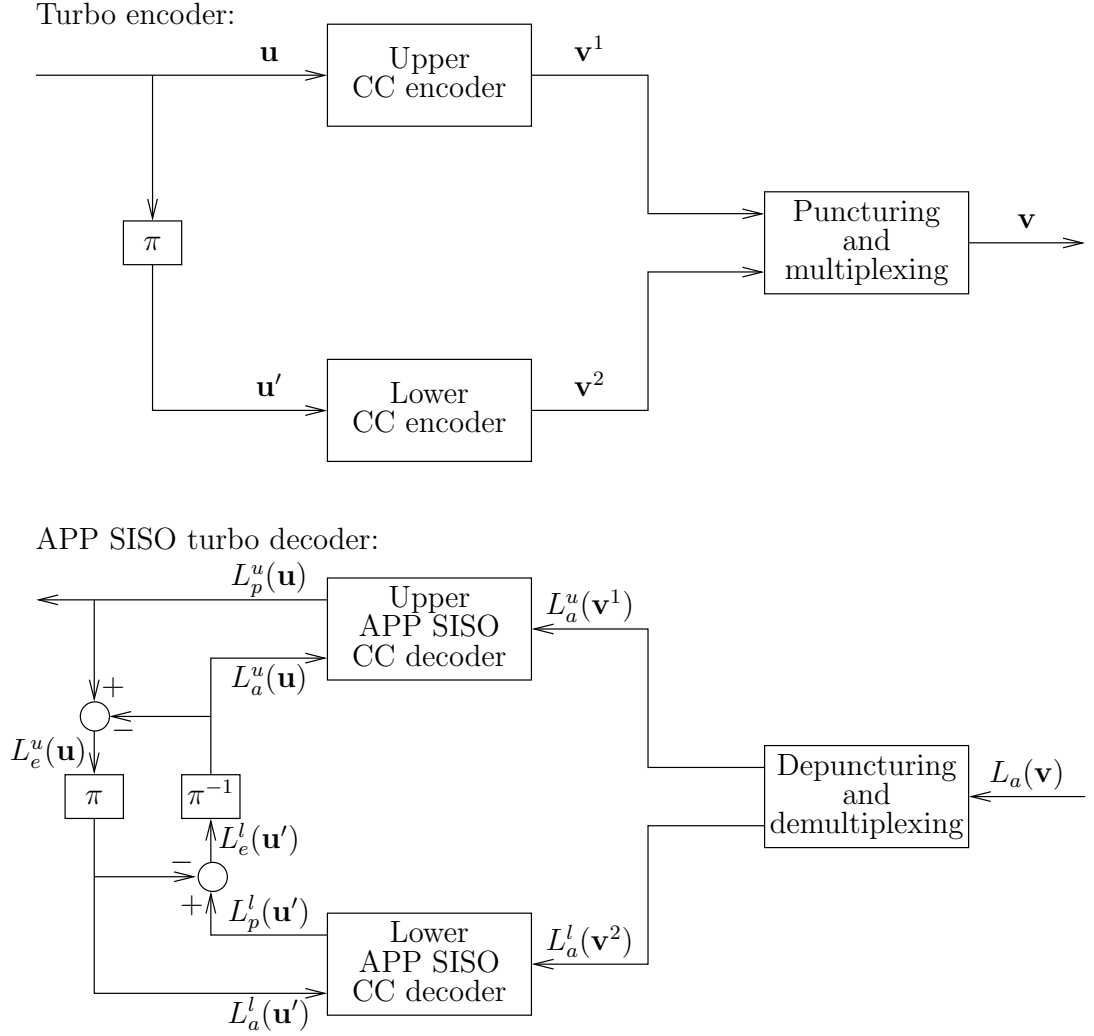 Turbo encoder:
u
Upper
CC encoder
v¹
π
Puncturing
and
multiplexing
v
u′
Lower
CC encoder
v²
APP SISO turbo decoder:
Lᵤₚ(u)
Upper
APP SISO
CC decoder
L_a^u(v¹)
L_a^u(u)
+
−
L_e^u(u)
π
π⁻¹
Depuncturing
and
demultiplexing
L_a(v)
L_e^l(u′)
−
+
L_p^l(u′)
Lower
APP SISO
CC decoder
L_a^l(v²)
L_a^l(u′)